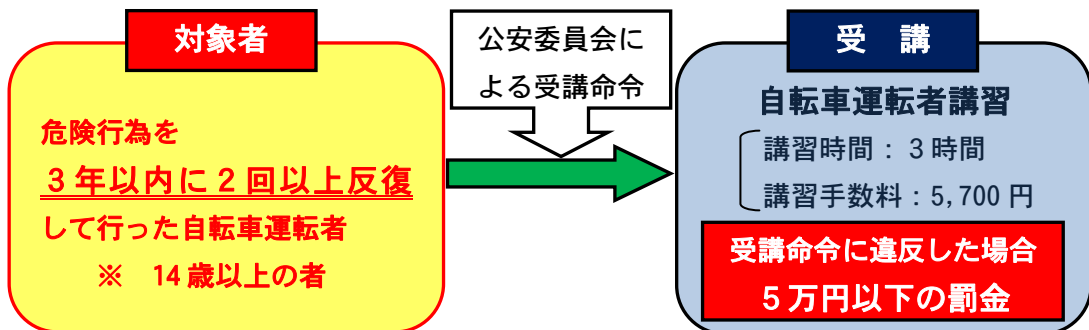 対象者
危険行為を
３年以内に２回以上反復
して行った自転車運転者
※　14歳以上の者
公安委員会に
よる受講命令
受　講
自転車運転者講習
講習時間：３時間
講習手数料：5,700円
受講命令に違反した場合
５万円以下の罰金